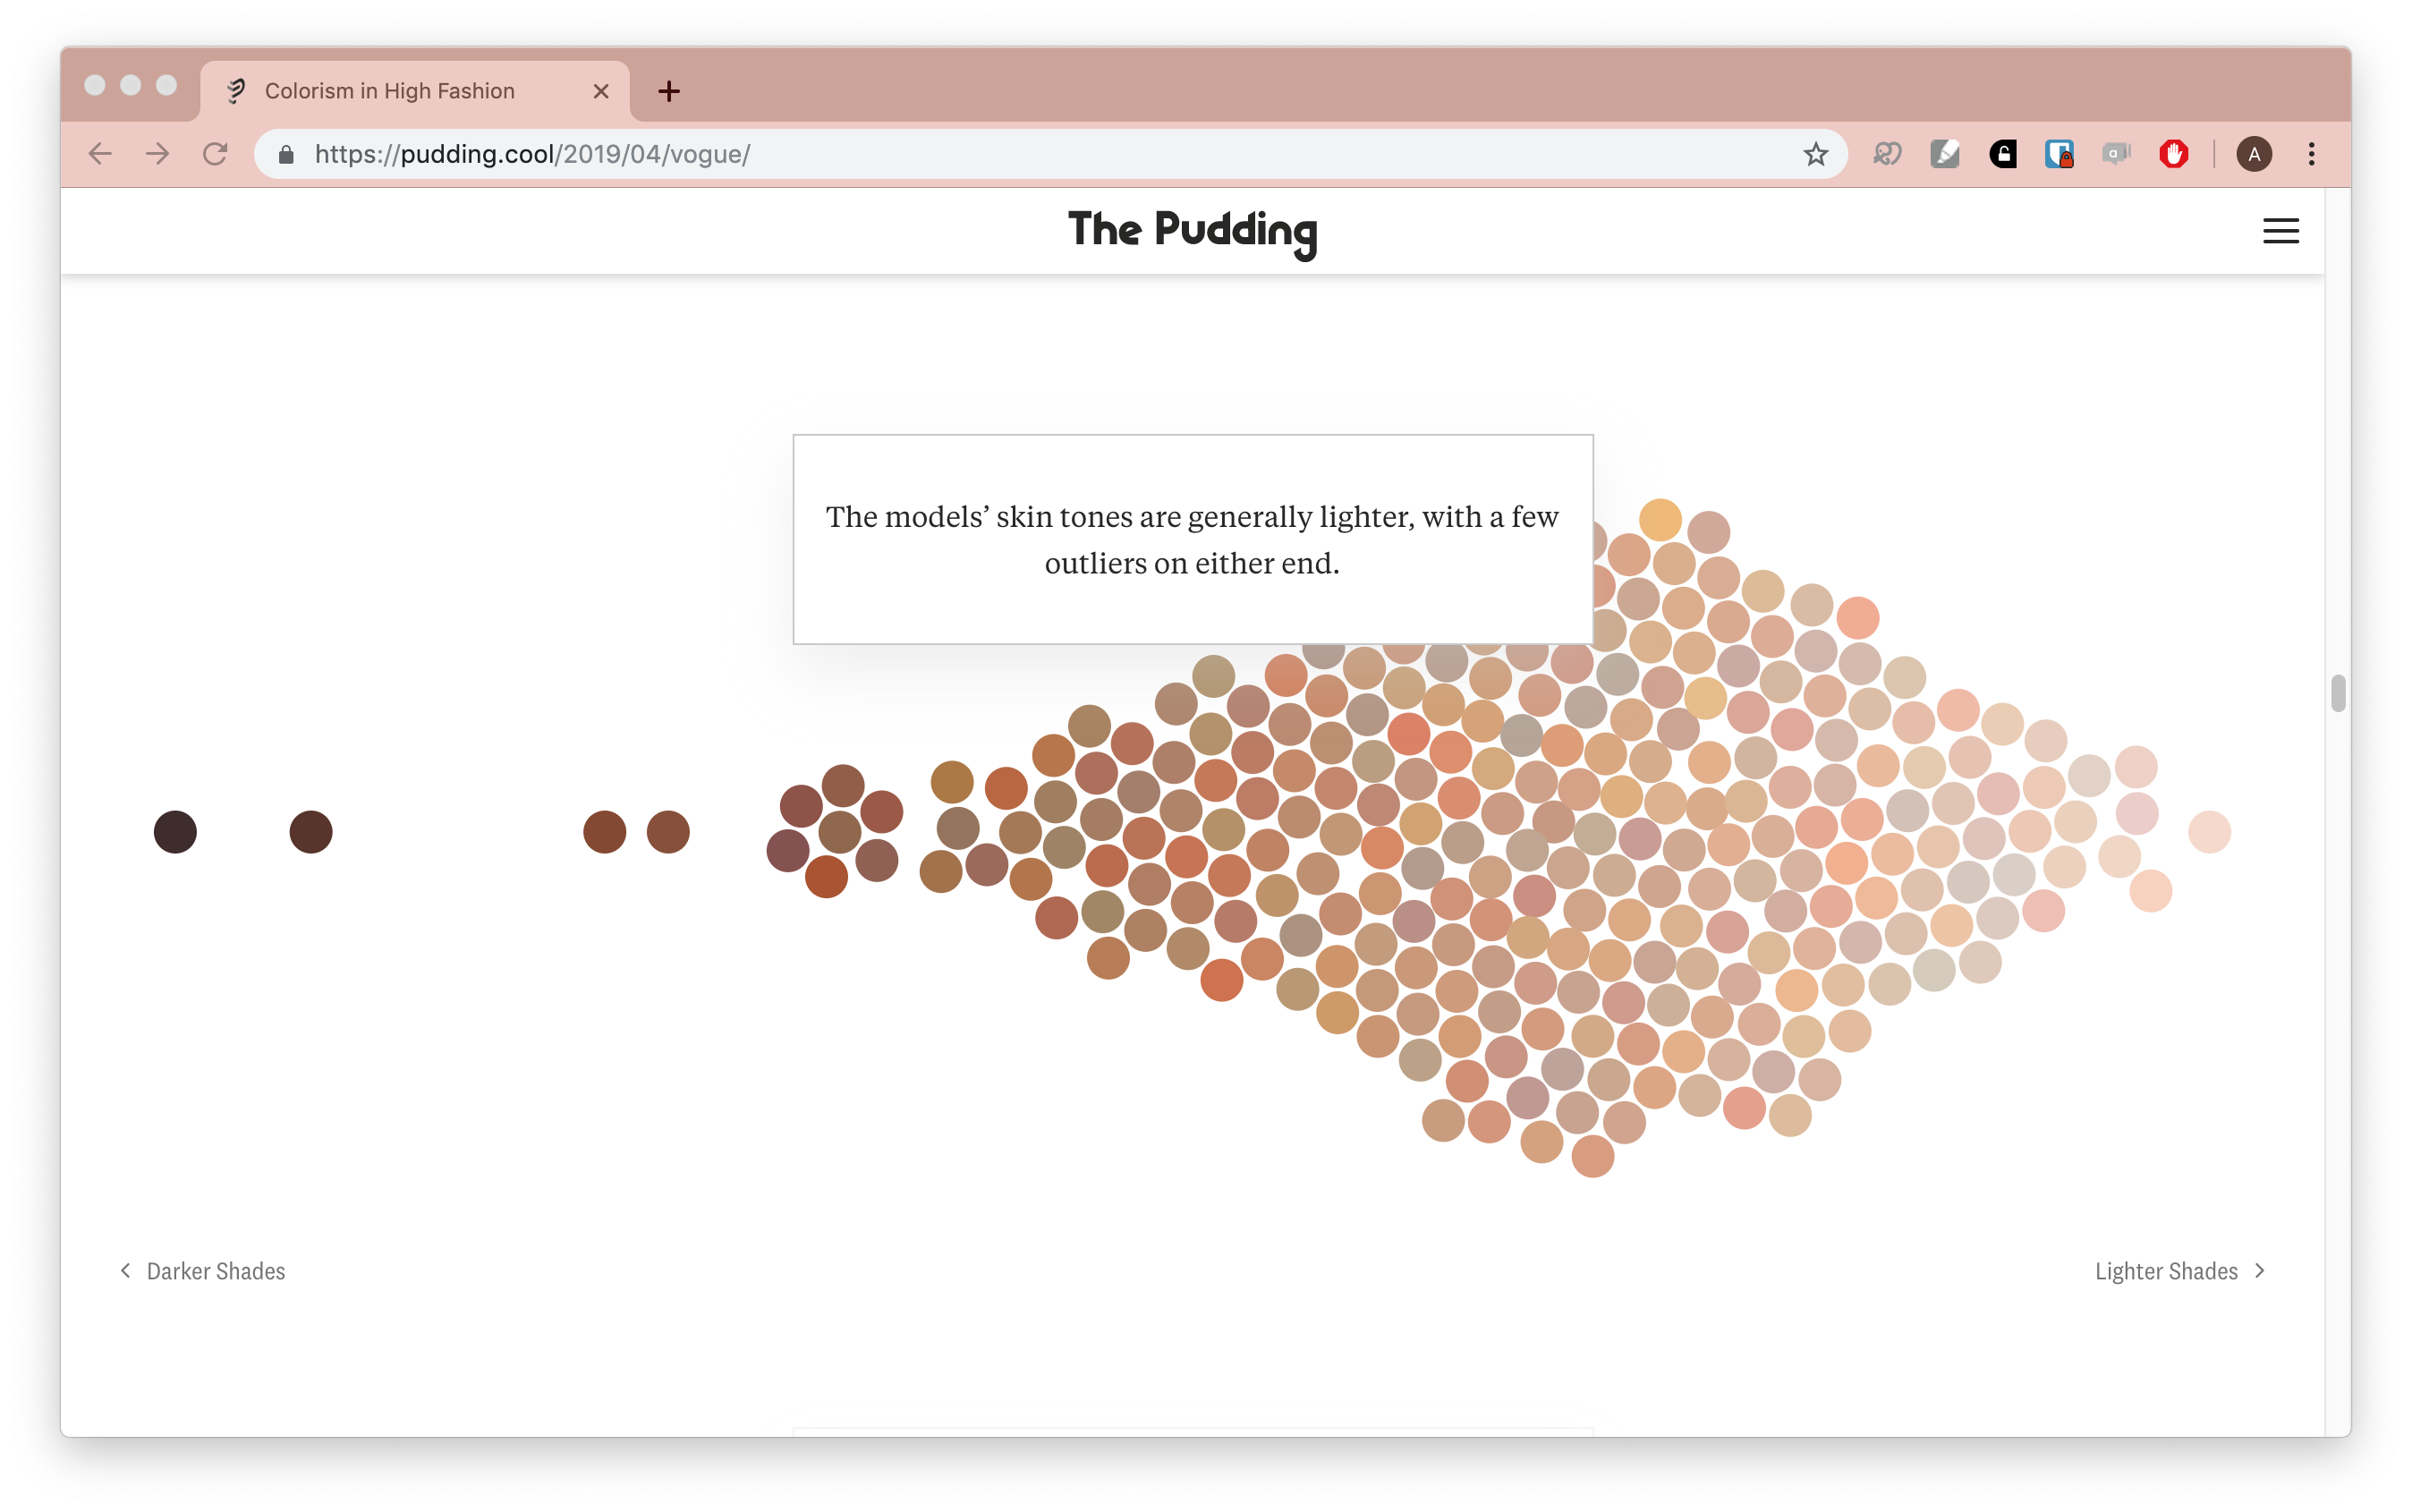 Colorism in High Fashion
https://pudding.cool/2019/04/vogue/
a
A
The Pudding
The models’ skin tones are generally lighter, with a few
outliers on either end.
Darker Shades
Lighter Shades